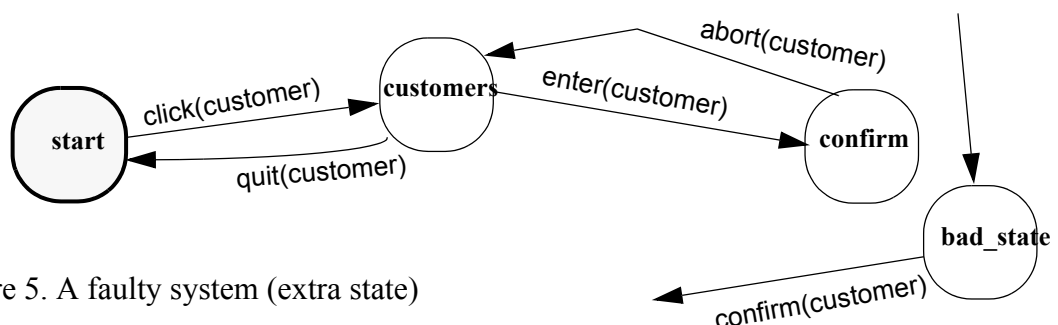 abort(customer)
customers
enter(customer)
click(customer)
start
confirm
quit(customer)
bad_state
re 5. A faulty system (extra state)
confirm(customer)